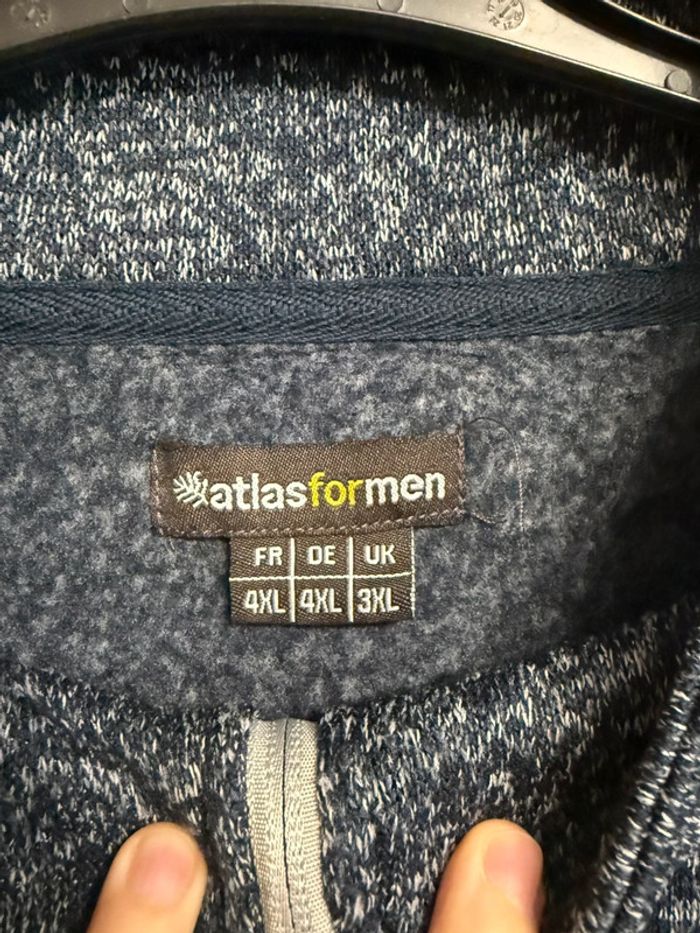 atlasformen
FR DE UK
4XL 4XL 3XL